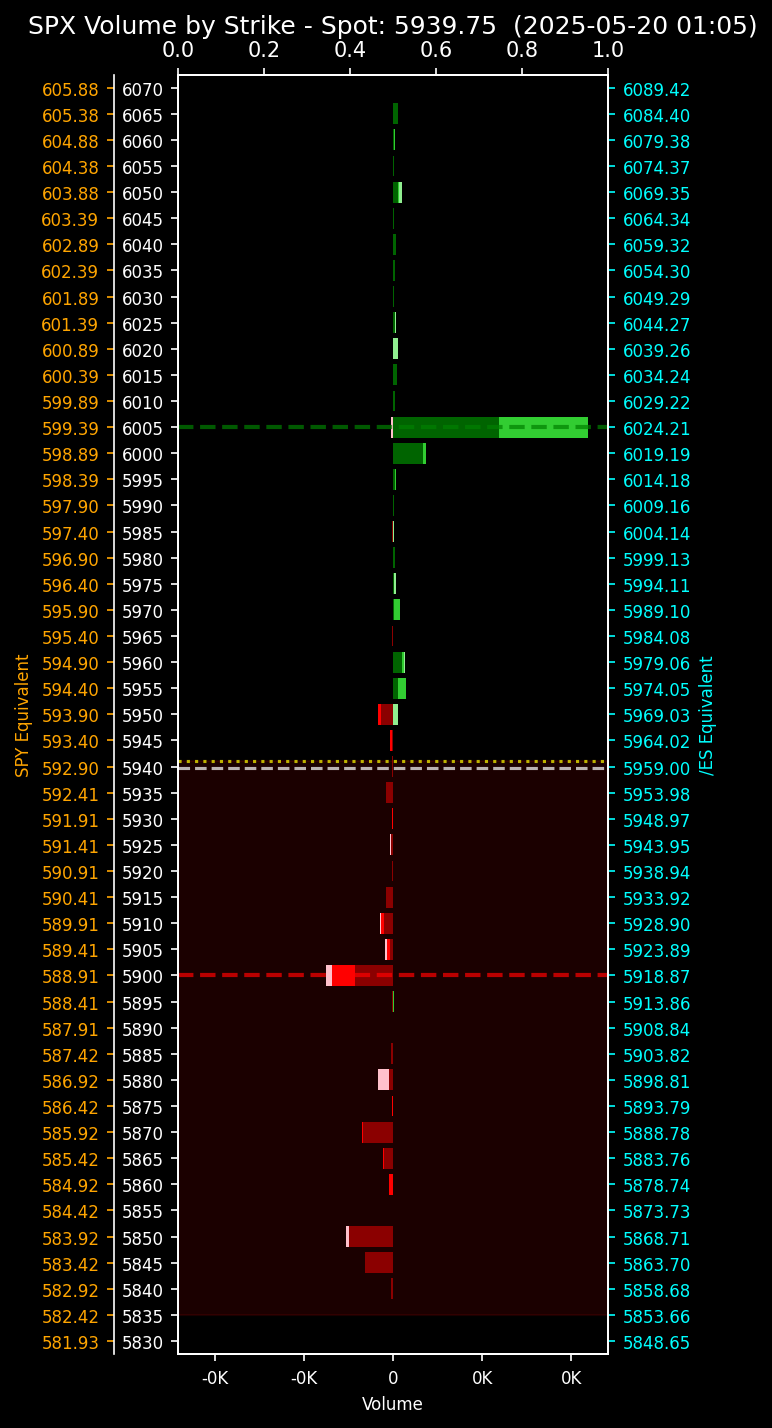 SPX Volume by Strike - Spot: 5939.75 (2025-05-20 01:05)
0.0 0.2 0.4 0.6 0.8 1.0
605.88 6070 6089.42
605.38 6065 6084.40
604.88 6060 6079.38
604.38 6055 6074.37
603.88 6050 6069.35
603.39 6045 6064.34
602.89 6040 6059.32
602.39 6035 6054.30
601.89 6030 6049.29
601.39 6025 6044.27
600.89 6020 6039.26
600.39 6015 6034.24
599.89 6010 6029.22
599.39 6005 6024.21
598.89 6000 6019.19
598.39 5995 6014.18
597.90 5990 6009.16
597.40 5985 6004.14
596.90 5980 5999.13
596.40 5975 5994.11
595.90 5970 5989.10
595.40 5965 5984.08
594.90 5960 5979.06
594.40 5955 5974.05
593.90 5950 5969.03
593.40 5945 5964.02
592.90 5940 5959.00
592.41 5935 5953.98
591.91 5930 5948.97
591.41 5925 5943.95
590.91 5920 5938.94
590.41 5915 5933.92
589.91 5910 5928.90
589.41 5905 5923.89
588.91 5900 5918.87
588.41 5895 5913.86
587.91 5890 5908.84
587.42 5885 5903.82
586.92 5880 5898.81
586.42 5875 5893.79
585.92 5870 5888.78
585.42 5865 5883.76
584.92 5860 5878.74
584.42 5855 5873.73
583.92 5850 5868.71
583.42 5845 5863.70
582.92 5840 5858.68
582.42 5835 5853.66
581.93 5830 5848.65
SPY Equivalent
/ES Equivalent
-0K -0K 0 0K 0K
Volume